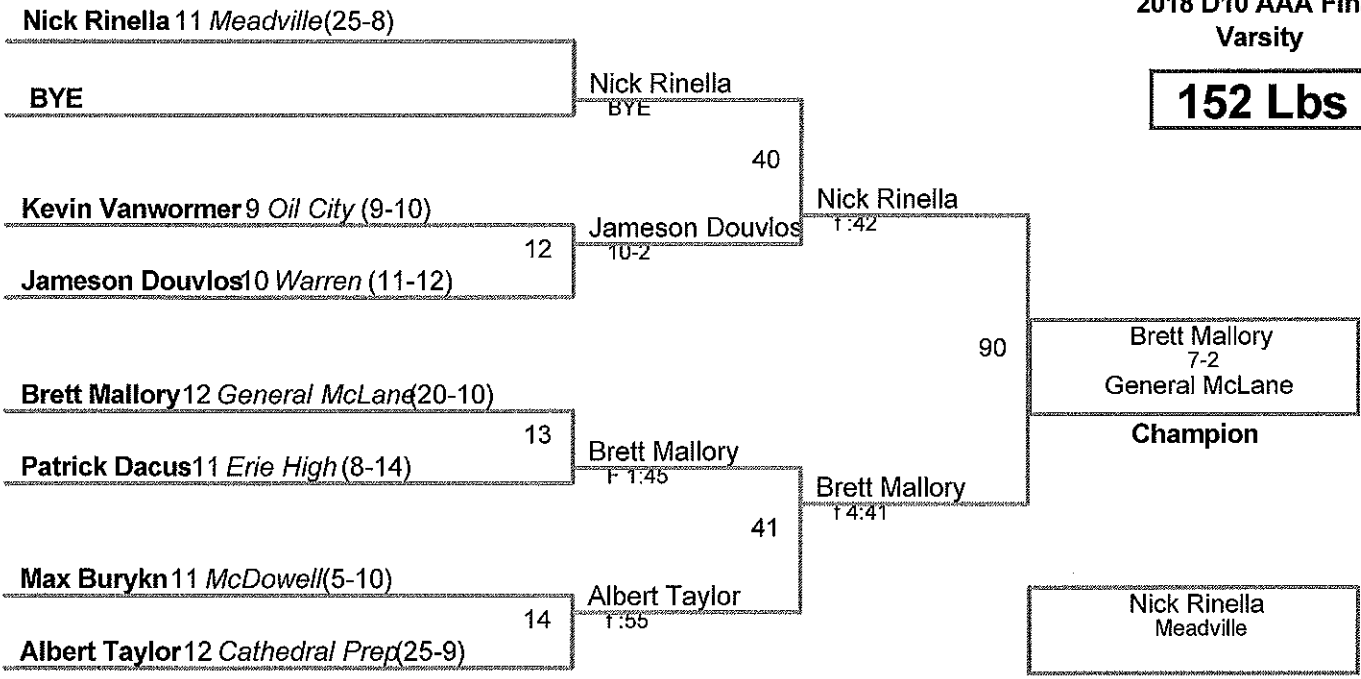 2018 D10 AAA Fin
Varsity
152 Lbs
Nick Rinella 11 Meadville(25-8)
BYE
Nick Rinella
BYE
40
Kevin Vanwormer 9 Oil City (9-10)
12
Jameson Douvlos10 Warren (11-12)
Jameson Douvlos
10-2
Nick Rinella
f :42
90
Brett Mallory 12 General McLane(20-10)
13
Patrick Dacus11 Erie High (8-14)
Brett Mallory
F 1:45
41
Max Burykn 11 McDowell(5-10)
14
Albert Taylor 12 Cathedral Prep(25-9)
Albert Taylor
f :55
Brett Mallory
f 4:41
Brett Mallory
7-2
General McLane
Champion
Nick Rinella
Meadville